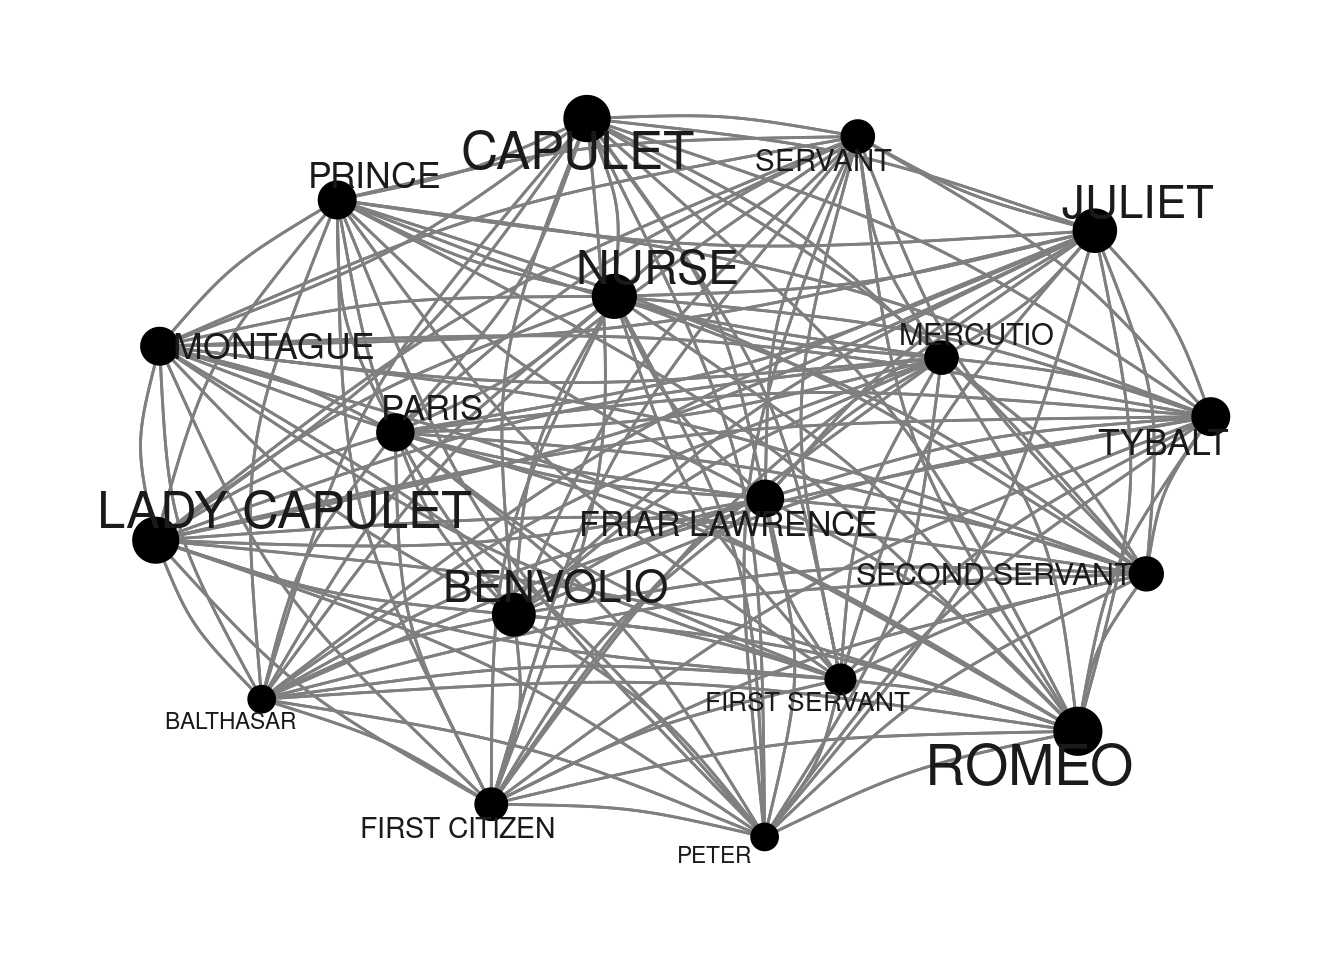 CAPULET
SERVANT
PRINCE
JULIET
NURSE
MERCUTIO
MONTAGUE
PARIS
TYBALT
LADY CAPULET
FRIAR LAWRENCE
SECOND SERVANT
BENVOLIO
FIRST SERVANT
BALTHASAR
ROMEO
FIRST CITIZEN
PETER